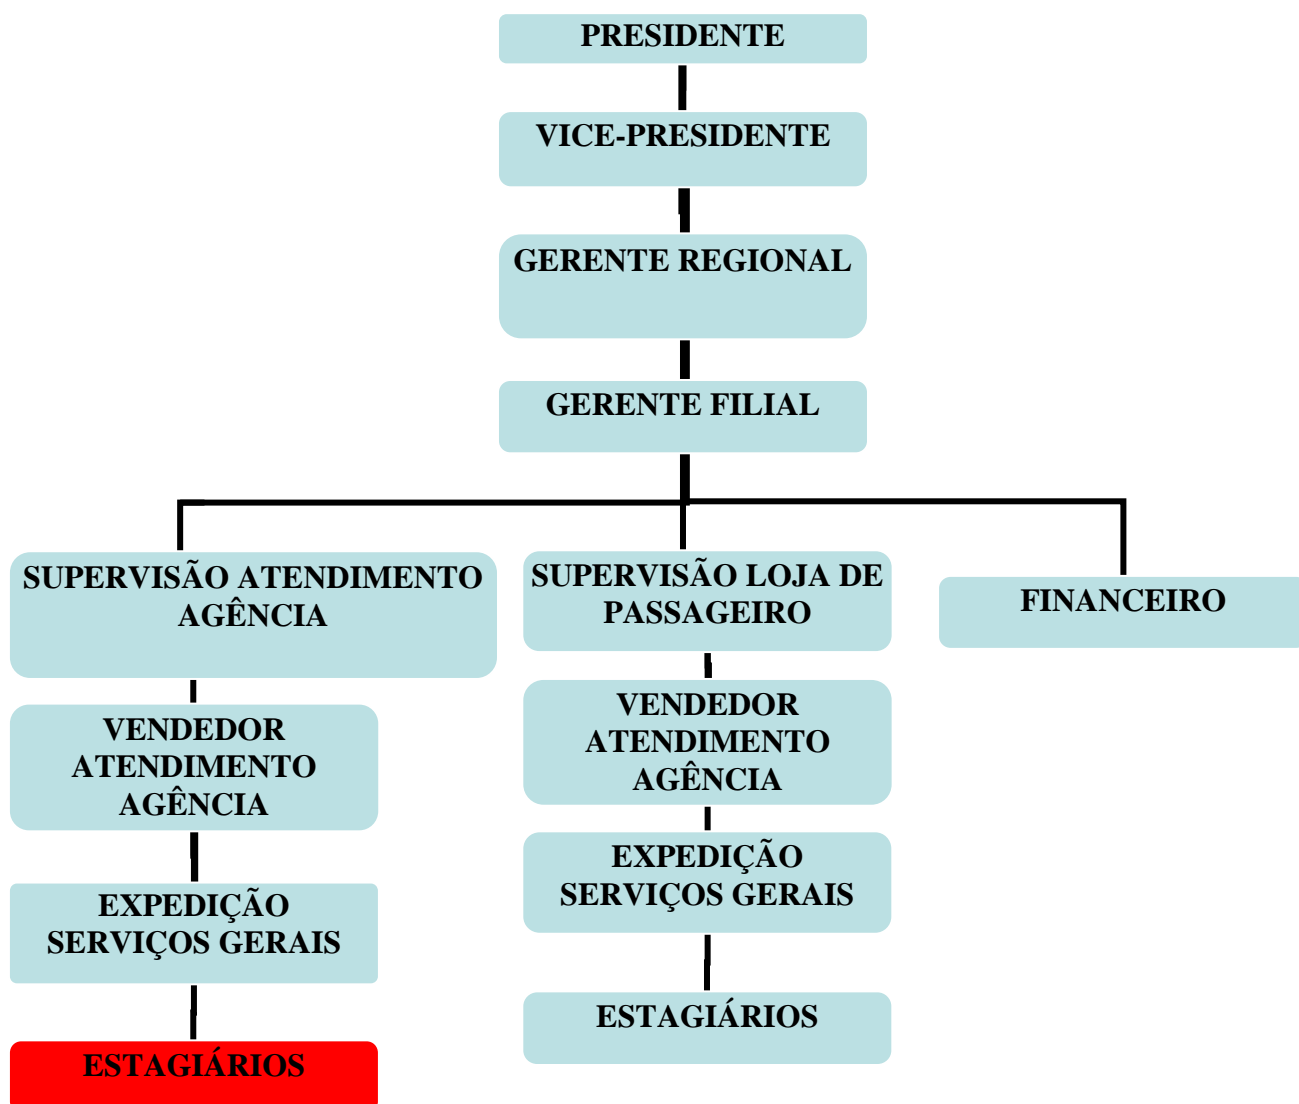 PRESIDENTE
VICE-PRESIDENTE
GERENTE REGIONAL
GERENTE FILIAL
SUPERVISÃO ATENDIMENTO
AGÊNCIA
SUPERVISÃO LOJA DE
PASSAGEIRO
FINANCEIRO
VENDEDOR
ATENDIMENTO
AGÊNCIA
VENDEDOR
ATENDIMENTO
AGÊNCIA
EXPEDIÇÃO
SERVIÇOS GERAIS
EXPEDIÇÃO
SERVIÇOS GERAIS
ESTAGIÁRIOS
ESTAGIÁRIOS